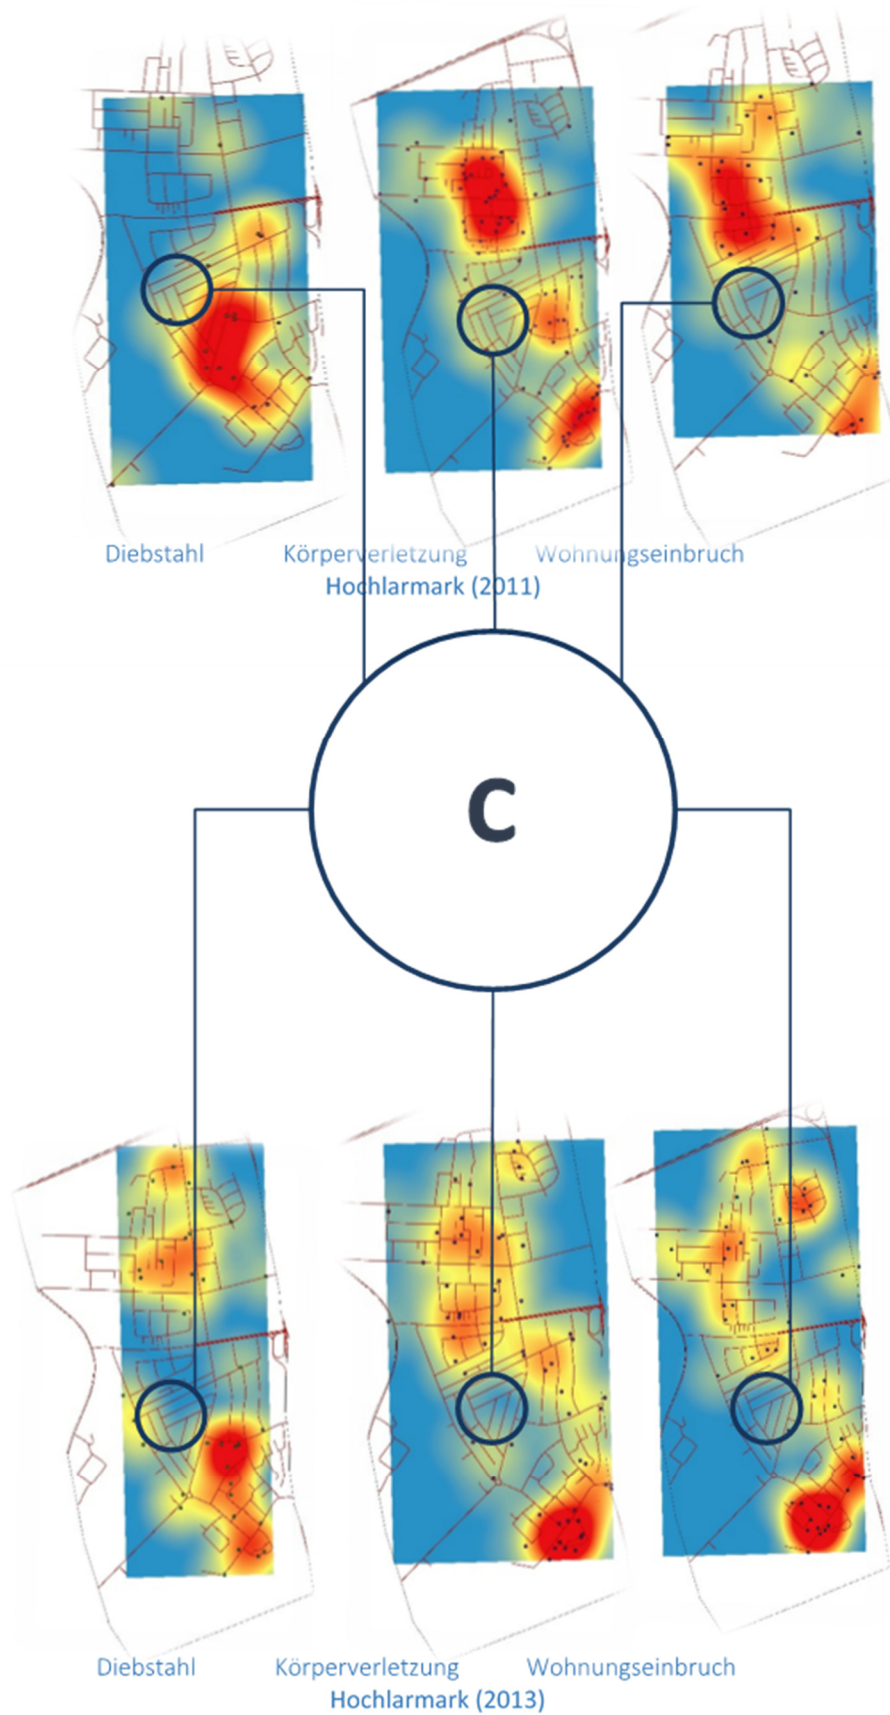 Diebstahl Körperverletzung Wohnungseinbruch
Hochlarmark (2011)
C
Diebstahl Körperverletzung Wohnungseinbruch
Hochlarmark (2013)